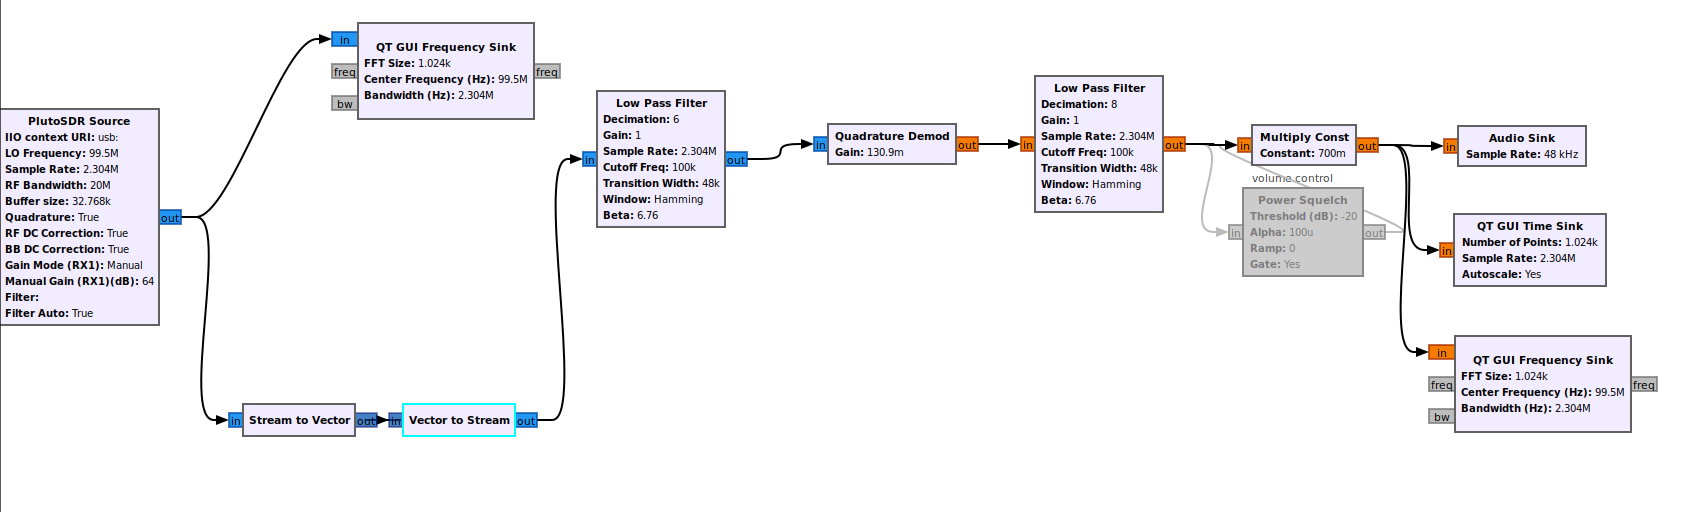 PlutoSDR Source
IIO context URI: usb:
LO Frequency: 99.5M
Sample Rate: 2.304M
RF Bandwidth: 20M
Buffer size: 32.768k
Quadrature: True
RF DC Correction: True
BB DC Correction: True
Gain Mode (RX1): Manual
Manual Gain (RX1)(dB): 64
Filter:
Filter Auto: True
out
in
freq
bw
QT GUI Frequency Sink
FFT Size: 1.024k
Center Frequency (Hz): 99.5M
Bandwidth (Hz): 2.304M
freq
in
Stream to Vector
out
in
Vector to Stream
out
in
Low Pass Filter
Decimation: 6
Gain: 1
Sample Rate: 2.304M
Cutoff Freq: 100k
Transition Width: 48k
Window: Hamming
Beta: 6.76
out
in
Quadrature Demod
Gain: 130.9m
out
in
Low Pass Filter
Decimation: 8
Gain: 1
Sample Rate: 2.304M
Cutoff Freq: 100k
Transition Width: 48k
Window: Hamming
Beta: 6.76
out
in
Multiply Const
Constant: 700m
out
volume control
in
Power Squelch
Threshold (dB): -20
Alpha: 100u
Ramp: 0
Gate: Yes
out
in
Audio Sink
Sample Rate: 48 kHz
in
QT GUI Time Sink
Number of Points: 1.024k
Sample Rate: 2.304M
Autoscale: Yes
in
freq
bw
QT GUI Frequency Sink
FFT Size: 1.024k
Center Frequency (Hz): 99.5M
Bandwidth (Hz): 2.304M
freq